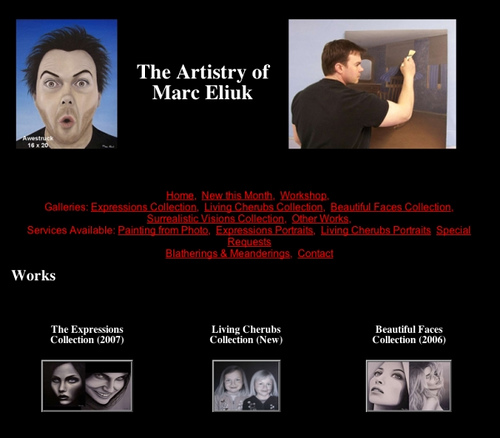 The Artistry of
Marc Eliuk
Awestruck
16 x 20
Home, New this Month, Workshop,
Galleries: Expressions Collection, Living Cherubs Collection, Beautiful Faces Collection,
Surrealistic Visions Collection, Other Works,
Services Available: Painting from Photo, Expressions Portraits, Living Cherubs Portraits Special
Requests
Blatherings & Meanderings, Contact
Works
The Expressions
Collection (2007)
Living Cherubs
Collection (New)
Beautiful Faces
Collection (2006)